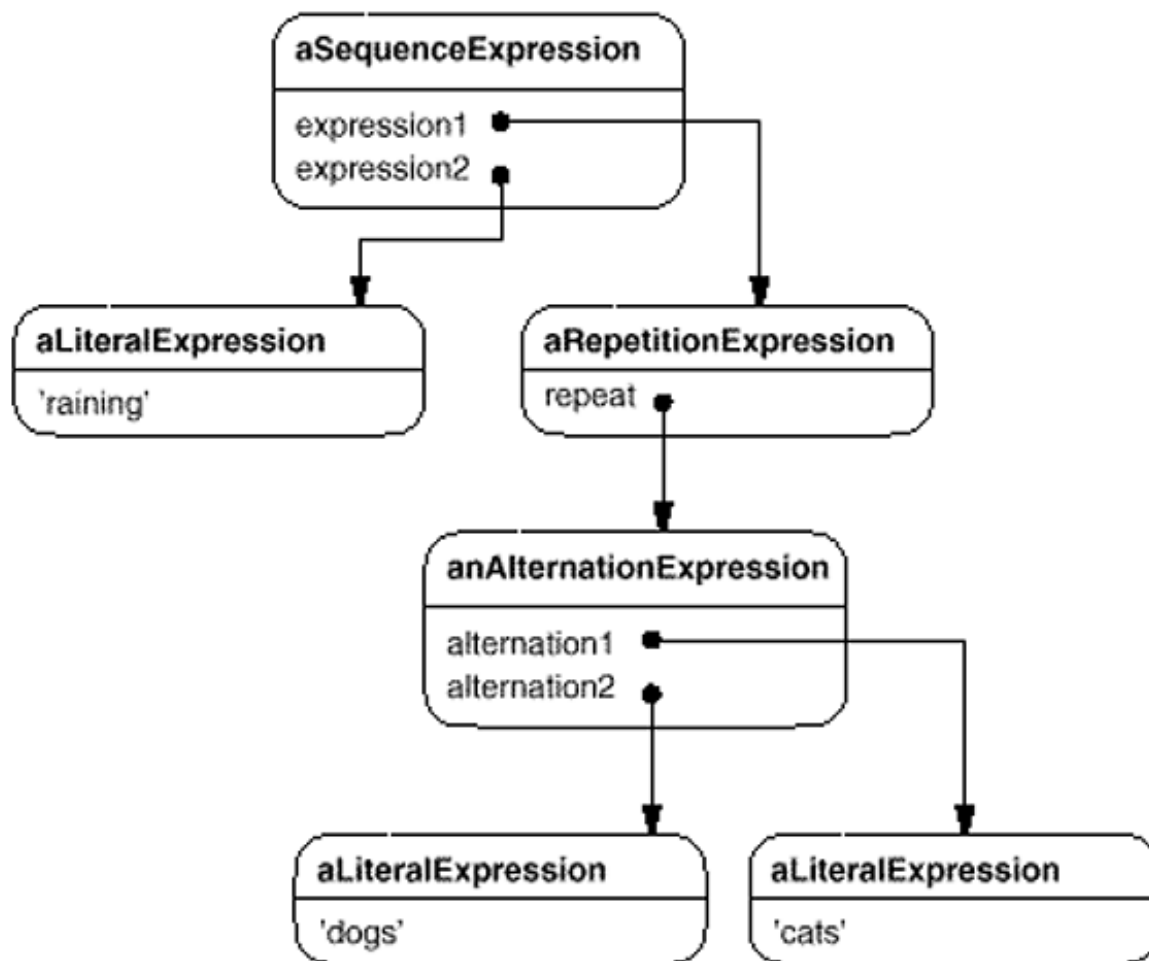 aSequenceExpression
expression1
expression2
aLiteralExpression
'raining'
aRepetitionExpression
repeat
anAlternationExpression
alternation1
alternation2
aLiteralExpression
'dogs'
aLiteralExpression
'cats'